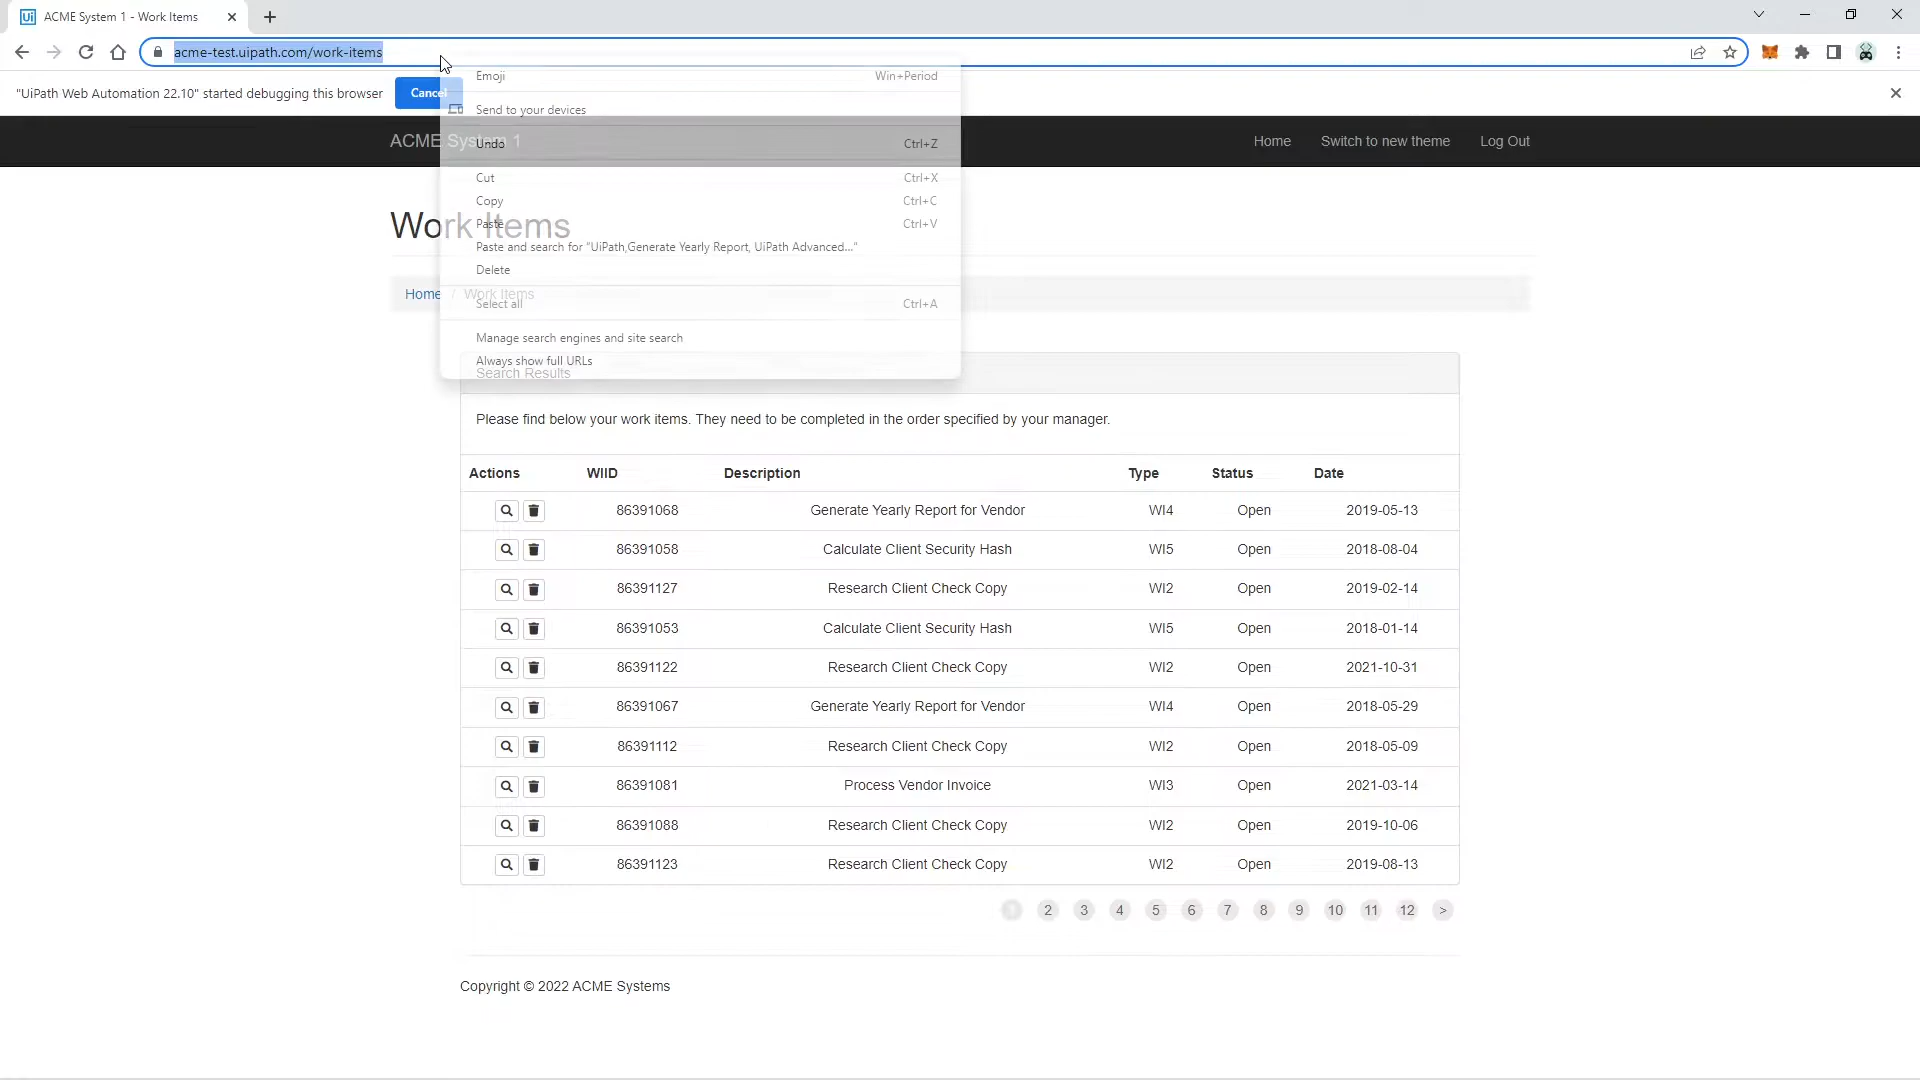 ACME System 1 - Work Items
acme-test.uipath.com/work-items
"UiPath Web Automation 22.10" started debugging this browser
Cancel
Emoji Win+Period
Send to your devices
Undo Ctrl+Z
Cut Ctrl+X
Copy Ctrl+C
Paste Ctrl+V
Paste and search for "UiPath,Generate Yearly Report, UiPath Advanced..."
Delete
Select all Ctrl+A
Manage search engines and site search
Always show full URLs
ACME System 1
Home Switch to new theme Log Out
Work Items
Home / Work Items
Search Results
Please find below your work items. They need to be completed in the order specified by your manager.
Actions WIID Description Type Status Date
86391068 Generate Yearly Report for Vendor WI4 Open 2019-05-13
86391058 Calculate Client Security Hash WI5 Open 2018-08-04
86391127 Research Client Check Copy WI2 Open 2019-02-14
86391053 Calculate Client Security Hash WI5 Open 2018-01-14
86391122 Research Client Check Copy WI2 Open 2021-10-31
86391067 Generate Yearly Report for Vendor WI4 Open 2018-05-29
86391112 Research Client Check Copy WI2 Open 2018-05-09
86391081 Process Vendor Invoice WI3 Open 2021-03-14
86391088 Research Client Check Copy WI2 Open 2019-10-06
86391123 Research Client Check Copy WI2 Open 2019-08-13
1 2 3 4 5 6 7 8 9 10 11 12 >
Copyright © 2022 ACME Systems